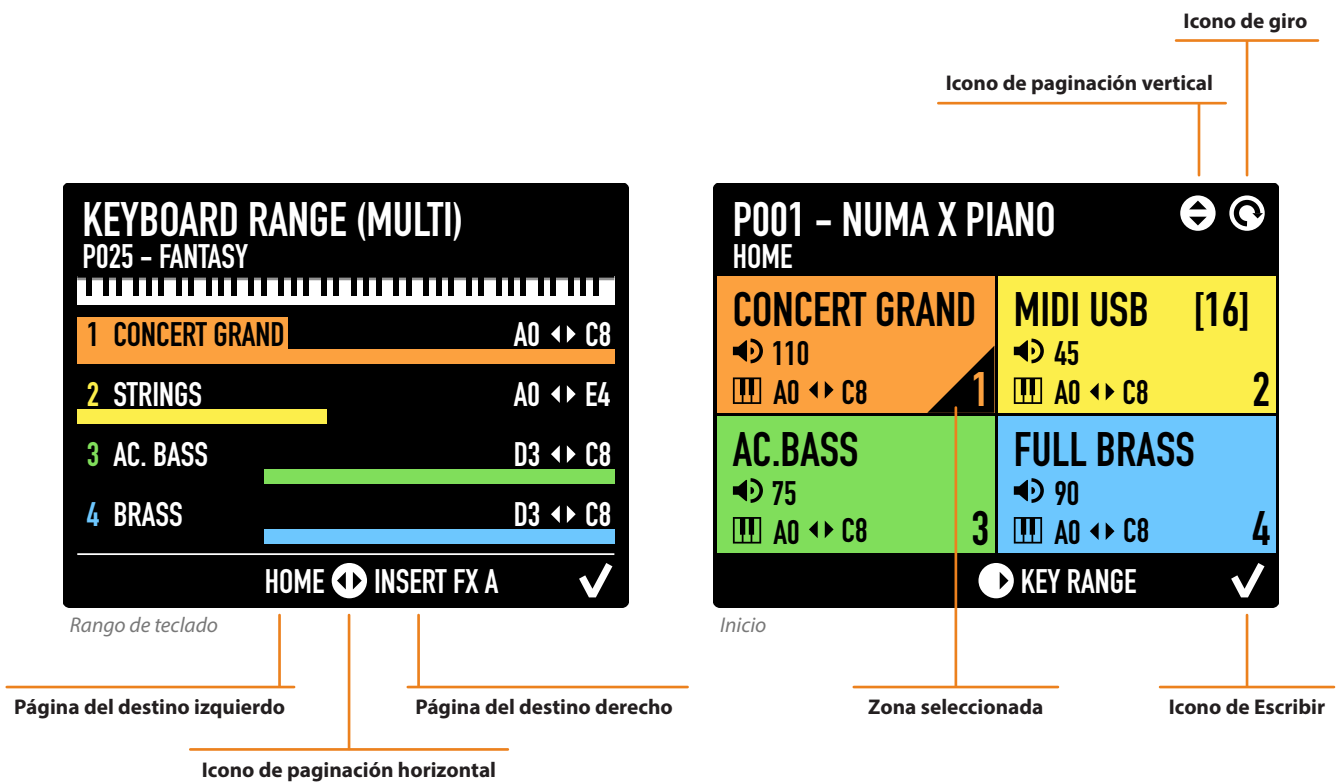 Icono de giro
Icono de paginación vertical
KEYBOARD RANGE (MULTI)
P025 – FANTASY
1 CONCERT GRAND A0 C8
2 STRINGS A0 E4
3 AC. BASS D3 C8
4 BRASS D3 C8
HOME INSERT FX A
Rango de teclado
P001 – NUMA X PIANO
HOME
CONCERT GRAND
110
A0 C8
1
MIDI USB [16]
45
A0 C8
2
AC.BASS
75
A0 C8
3
FULL BRASS
90
A0 C8
4
KEY RANGE
Inicio
Página del destino izquierdo
Página del destino derecho
Zona seleccionada
Icono de Escribir
Icono de paginación horizontal